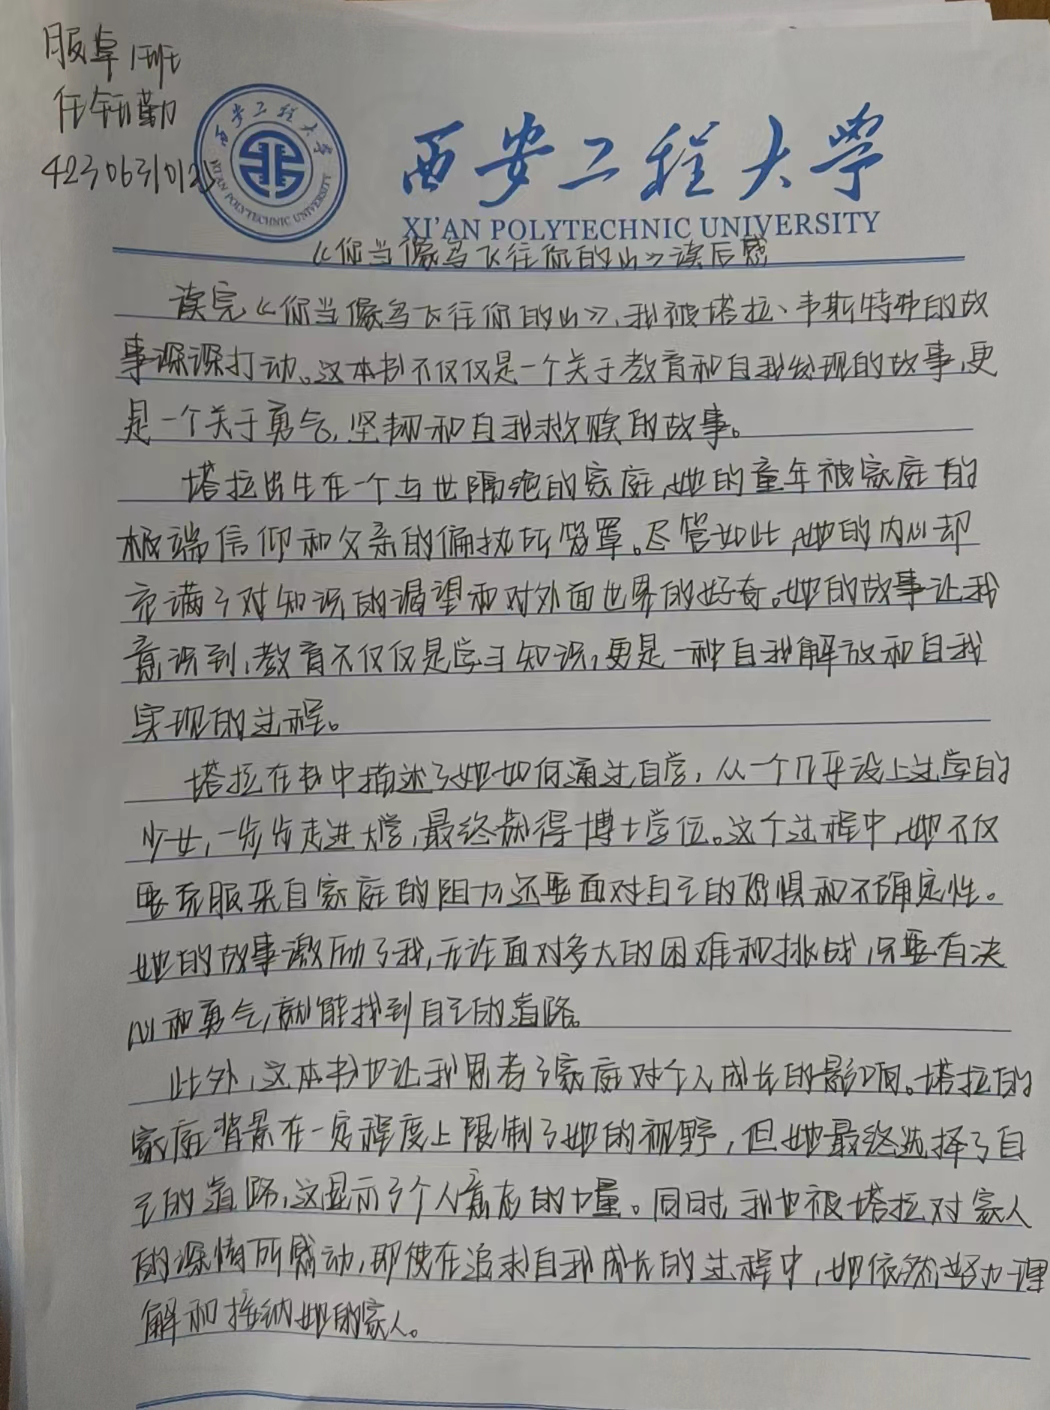 服卓1班
任钰勤
42306310121
西安工程大学
西安工程大学
XI'AN POLYTECHNIC UNIVERSITY
XI'AN POLYTECHNIC UNIVERSITY
《你当像鸟飞往你的山》读后感
读完《你当像鸟飞往你的山》,我被塔拉、韦斯特弗的故
事深深打动。这本书不仅仅是一个关于教育和自我发现的故事,更
是一个关于勇气,坚韧和自我救赎的故事。
塔拉出生在一个与世隔绝的家庭,她的童年被家庭的
极端信仰和父亲的偏执所笼罩。尽管如此,她的内心却
充满了对知识的渴望和对外面世界的好奇。她的故事让我
意识到,教育不仅仅是学习知识,更是一种自我解放和自我
实现的过程。
塔拉在书中描述了她如何通过自学,从一个几乎没上过学的
少女,一步步走进大学,最终获得博士学位。这个过程中,她不仅
要克服来自家庭的阻力还要面对自己的恐惧和不确定性。
她的故事激励了我,无论面对多大的困难和挑战,只要有决
心和勇气,就能找到自己的道路。
此外,这本书也让我思考了家庭对个人成长的影响。塔拉的
家庭背景在一定程度上限制了她的视野,但她最终选择了自
己的道路,这显示了个人意志的力量。同时,我也被塔拉对家人
的深情所感动,即使在追求自我成长的过程中,她依然努力理
解和接纳她的家人。